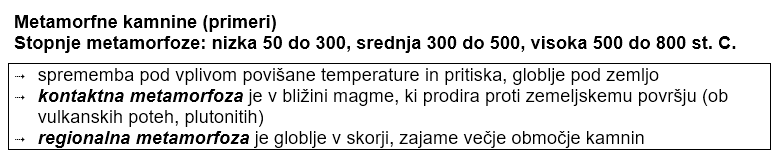 Metamorfne kamnine (primeri)
Stopnje metamorfoze: nizka 50 do 300, srednja 300 do 500, visoka 500 do 800 st. C.
→ sprememba pod vplivom povišane temperature in pritiska, globlje pod zemljo
→ kontaktna metamorfoza je v bližini magme, ki prodira proti zemeljskemu površju (ob
vulkanskih poteh, plutonitih)
→ regionalna metamorfoza je globlje v skorji, zajame večje območje kamnin